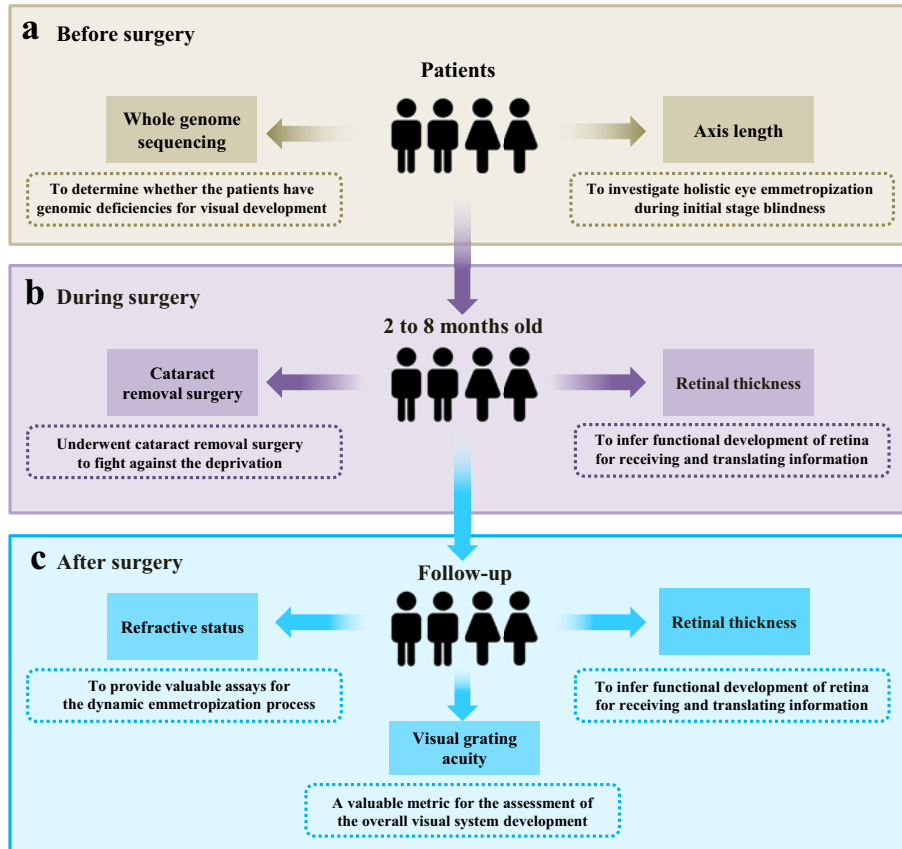 a Before surgery
Patients
Whole genome
sequencing
Axis length
To determine whether the patients have
genomic deficiencies for visual development
To investigate holistic eye emmetropization
during initial stage blindness
b During surgery
2 to 8 months old
Cataract
removal surgery
Retinal thickness
Underwent cataract removal surgery
to fight against the deprivation
To infer functional development of retina
for receiving and translating information
c After surgery
Follow-up
Refractive status
Retinal thickness
To provide valuable assays for
the dynamic emmetropization process
To infer functional development of retina
for receiving and translating information
Visual grating
acuity
A valuable metric for the assessment of
the overall visual system development